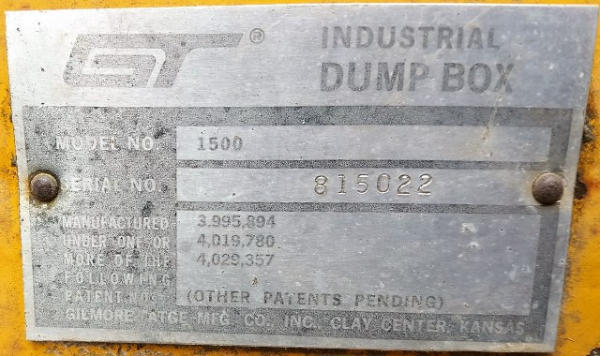 GT® INDUSTRIAL
DUMP BOX
MODEL NO. 1500
SERIAL NO. 815022
MANUFACTURED 3,995,894
UNDER ONE OR 4,019,780
MORE OF THE 4,029,357
FOLLOWING
PATENT NO'S (OTHER PATENTS PENDING)
GILMORE MFG. CO., INC. CLAY CENTER, KANSAS